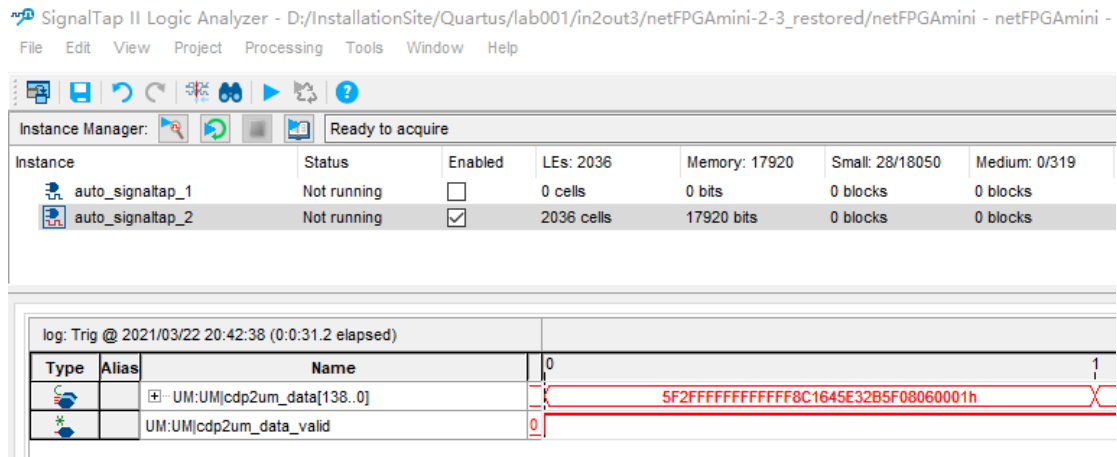 SignalTap II Logic Analyzer - D:/InstallationSite/Quartus/lab001/in2out3/netFPGAmini-2-3_restored/netFPGAmini - netFPGAmini -
File Edit View Project Processing Tools Window Help
Instance Manager: Ready to acquire
Instance Status Enabled LEs: 2036 Memory: 17920 Small: 28/18050 Medium: 0/319
auto_signaltap_1 Not running 0 cells 0 bits 0 blocks 0 blocks
auto_signaltap_2 Not running 2036 cells 17920 bits 0 blocks 0 blocks
log: Trig @ 2021/03/22 20:42:38 (0:0:31.2 elapsed)
Type Alias Name 0 1
UM:UM|cdp2um_data[138..0] 5F2FFFFFFFFFFFF8C1645E32B5F08060001h
UM:UM|cdp2um_data_valid 0